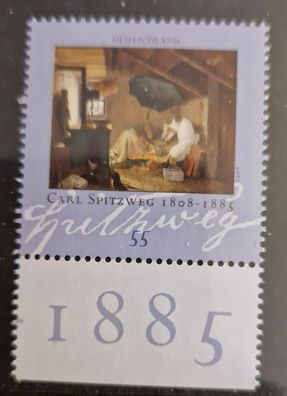 DEUTSCHLAND
CARL SPITZWEG 1808-1885
Spitzweg
55
1885